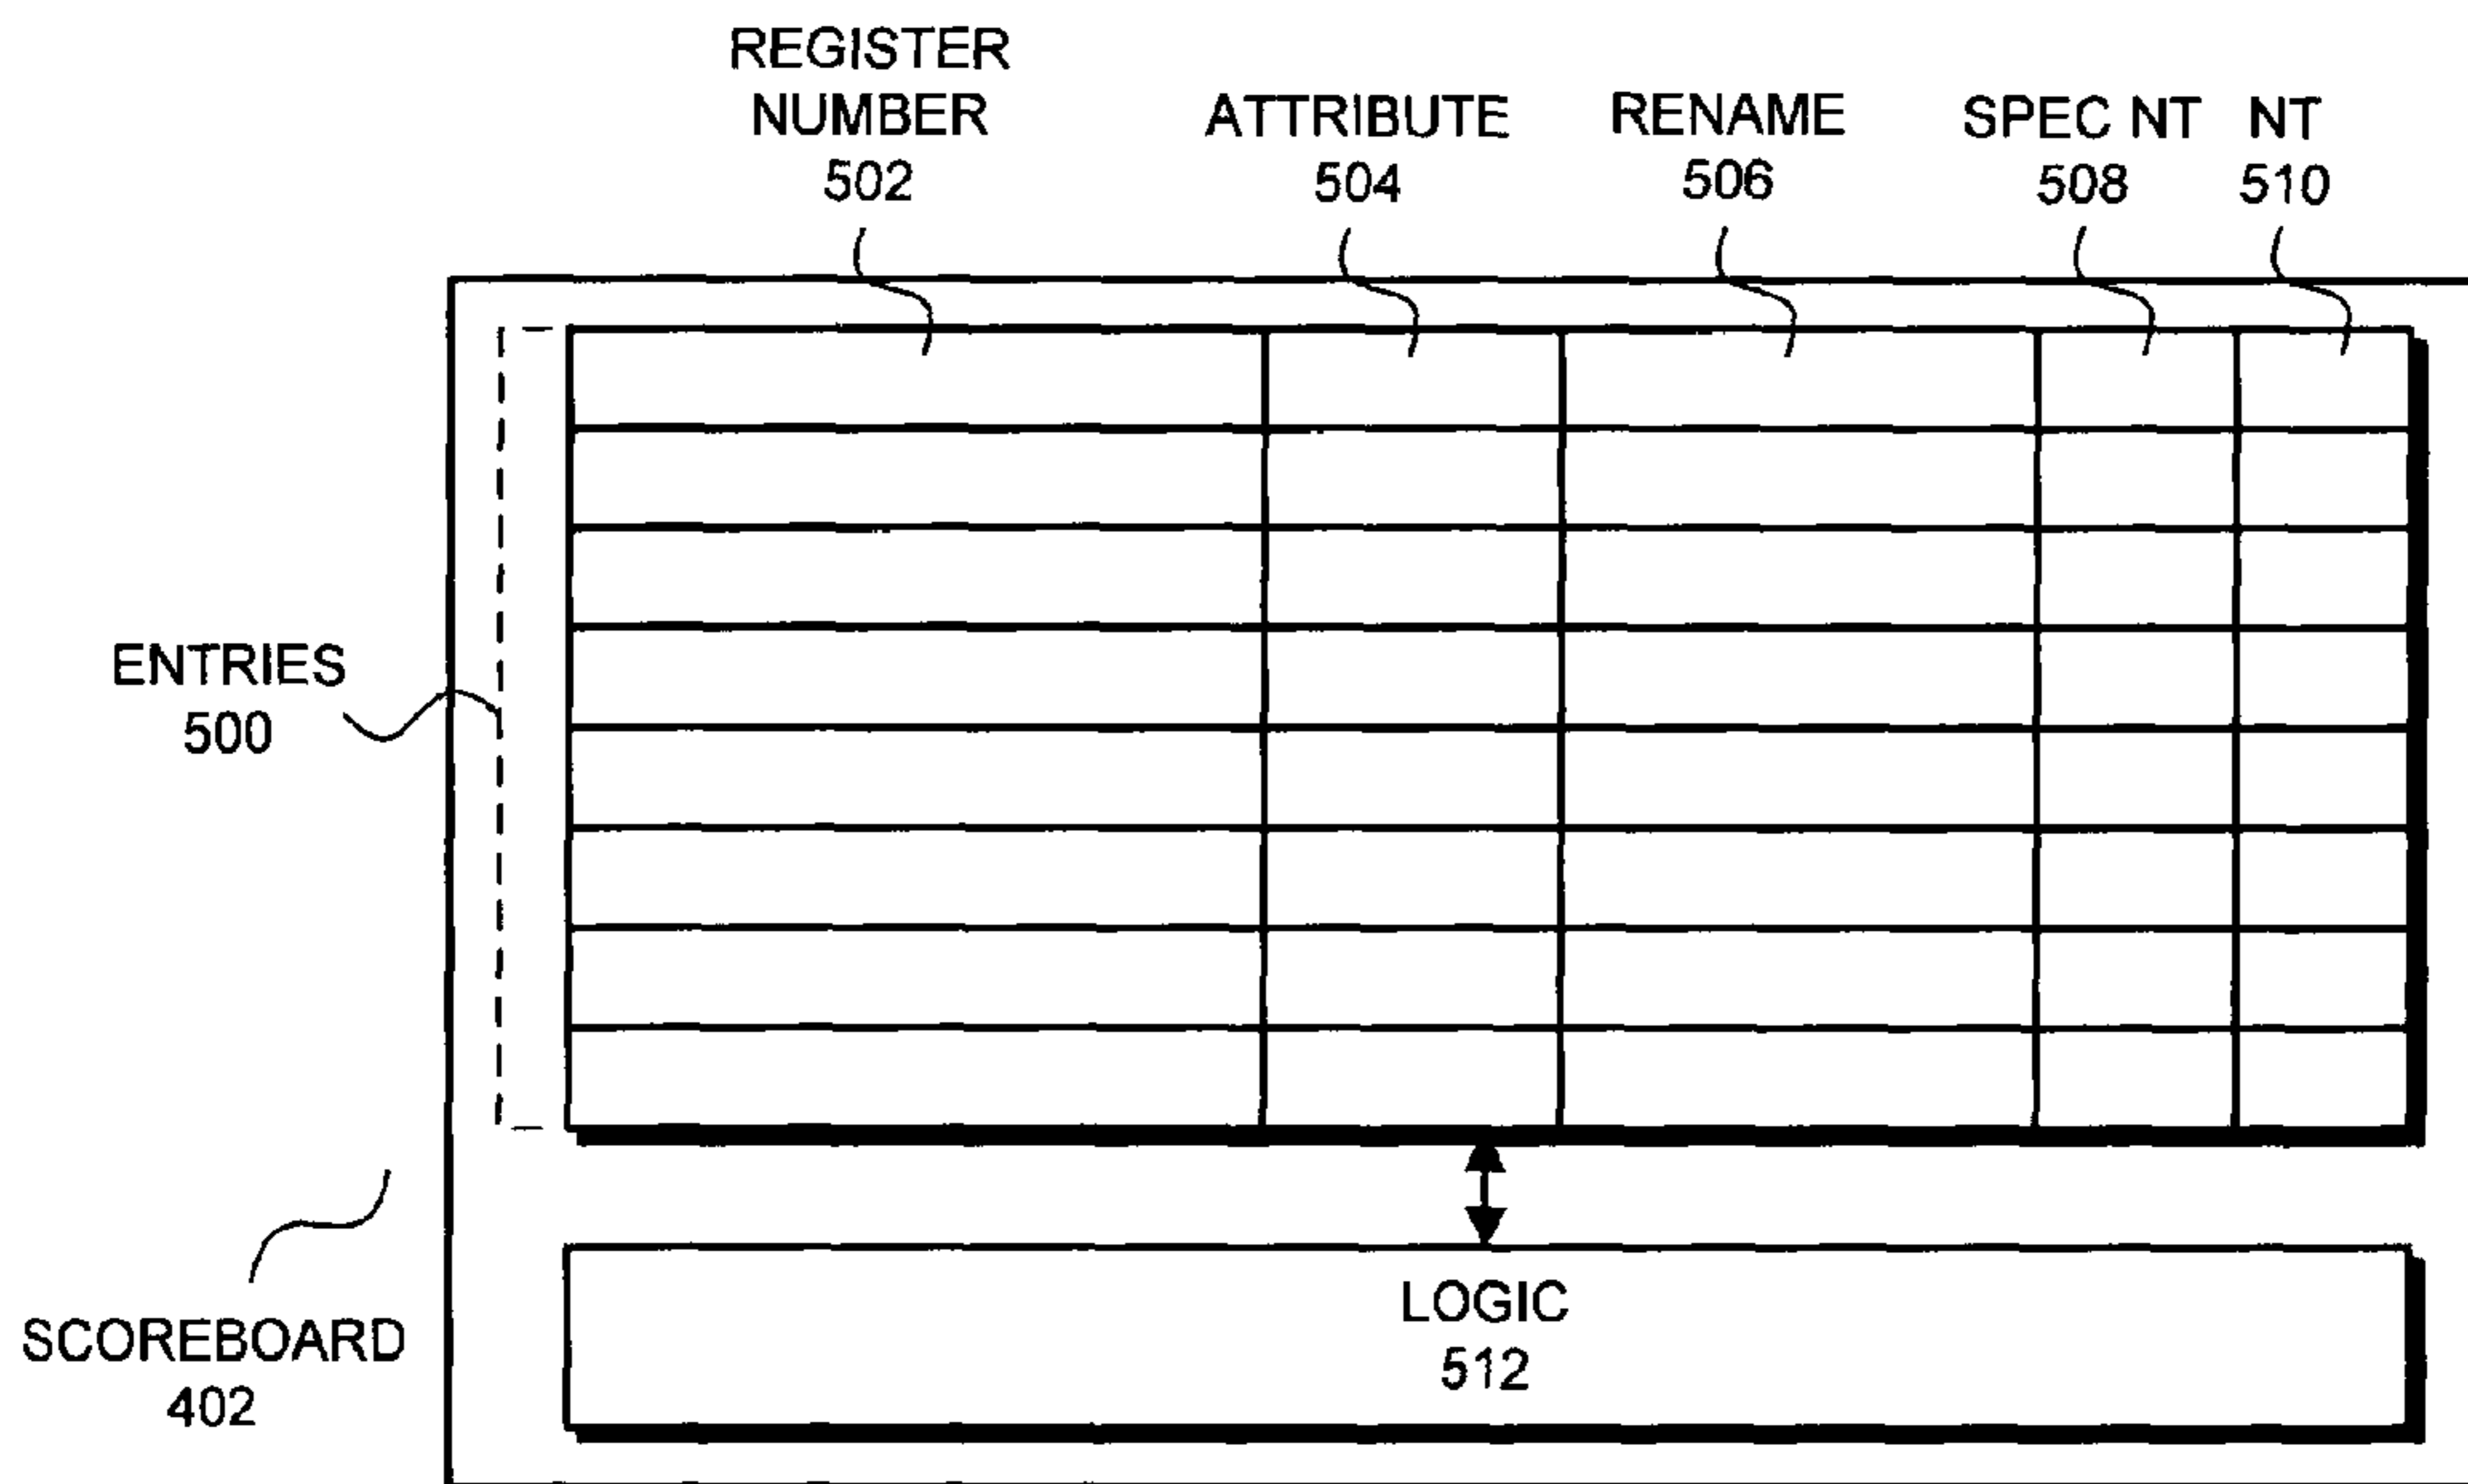 REGISTER
NUMBER
502
ATTRIBUTE
504
RENAME
506
SPEC NT
508
NT
510
ENTRIES
500
SCOREBOARD
402
LOGIC
512